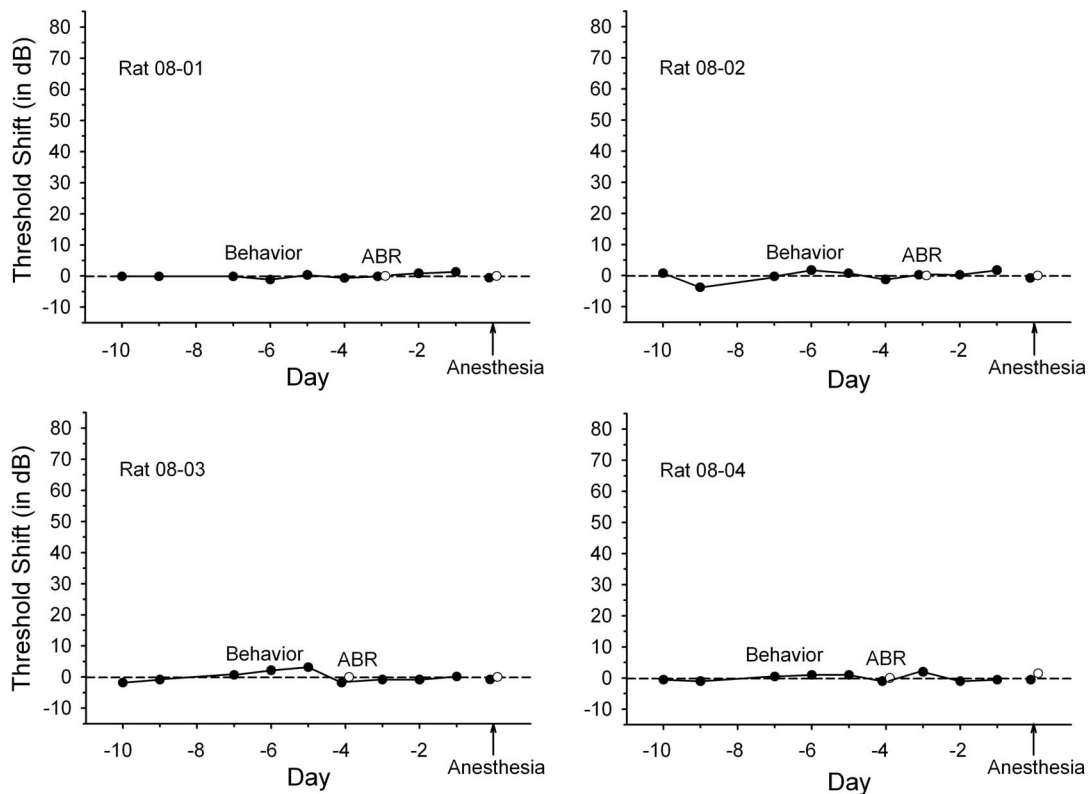 Threshold Shift (in dB)
80
70
60
50
40
30
20
10
0
-10
Rat 08-01
Behavior
ABR
-10
-8
-6
-4
-2
Day
Anesthesia
80
70
60
50
40
30
20
10
0
-10
Rat 08-02
Behavior
ABR
-10
-8
-6
-4
-2
Day
Anesthesia
Threshold Shift (in dB)
80
70
60
50
40
30
20
10
0
-10
Rat 08-03
Behavior
ABR
-10
-8
-6
-4
-2
Day
Anesthesia
80
70
60
50
40
30
20
10
0
-10
Rat 08-04
Behavior
ABR
-10
-8
-6
-4
-2
Day
Anesthesia